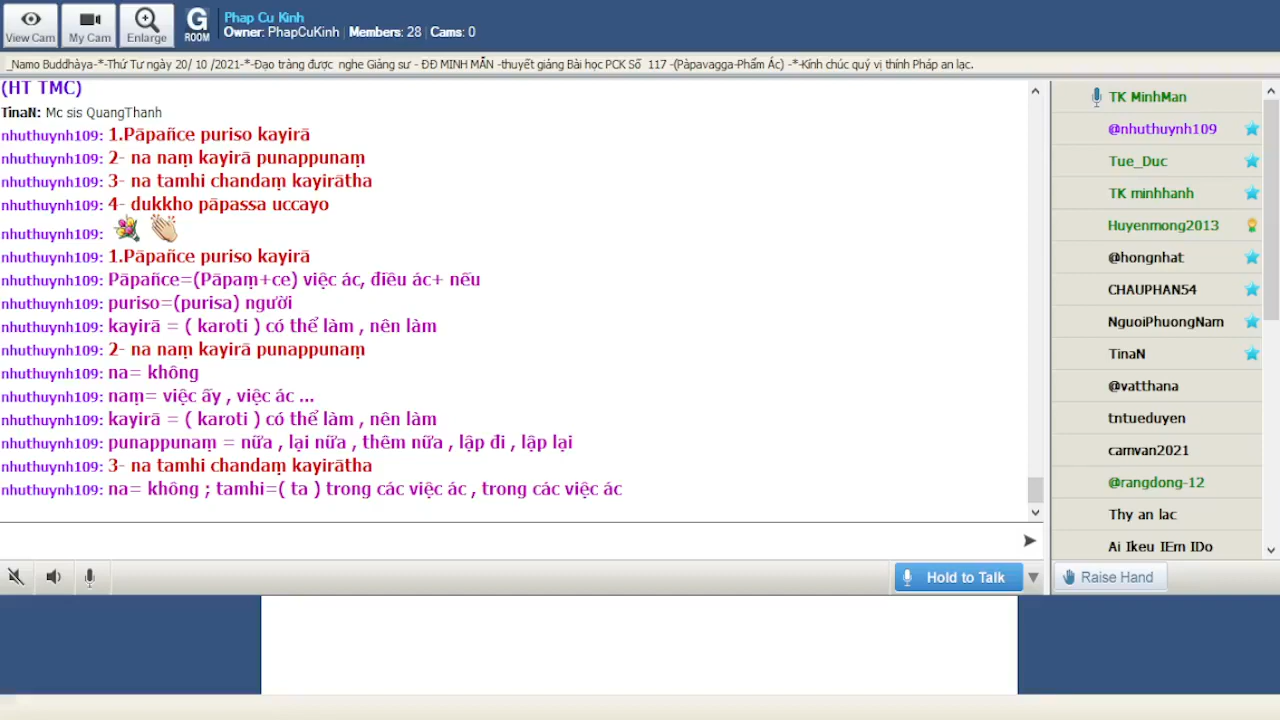 View Cam
My Cam
Enlarge
G
ROOM
Phap Cu Kinh
Owner: PhapCuKinh | Members: 28 | Cams: 0
_Namo Buddhàya-*-Thứ Tư ngày 20/ 10 /2021-*-Đạo tràng được nghe Giảng sư - ĐĐ MINH MẪN -thuyết giảng Bài học PCK Số 117 -(Pàpavagga-Phẩm Ác) -*-Kính chúc quý vị thính Pháp an lạc.
(HT TMC)
TinaN: Mc sis QuangThanh
nhuthuynh109: 1.Pāpañce puriso kayirā
nhuthuynh109: 2- na naṃ kayirā punappunaṃ
nhuthuynh109: 3- na tamhi chandaṃ kayirātha
nhuthuynh109: 4- dukkho pāpassa uccayo
nhuthuynh109:
nhuthuynh109: 1.Pāpañce puriso kayirā
nhuthuynh109: Pāpañce=(Pāpaṃ+ce) việc ác, điều ác+ nếu
nhuthuynh109: puriso=(purisa) người
nhuthuynh109: kayirā = ( karoti ) có thể làm , nên làm
nhuthuynh109: 2- na naṃ kayirā punappunaṃ
nhuthuynh109: na= không
nhuthuynh109: naṃ= việc ấy , việc ác ...
nhuthuynh109: kayirā = ( karoti ) có thể làm , nên làm
nhuthuynh109: punappunaṃ = nữa , lại nữa , thêm nữa , lập đi , lập lại
nhuthuynh109: 3- na tamhi chandaṃ kayirātha
nhuthuynh109: na= không ; tamhi=( ta ) trong các việc ác , trong các việc ác
Hold to Talk
TK MinhMan
@nhuthuynh109
Tue_Duc
TK minhhanh
Huyenmong2013
@hongnhat
CHAUPHAN54
NguoiPhuongNam
TinaN
@vatthana
tntueduyen
camvan2021
@rangdong-12
Thy an lac
Ai Ikeu IEm IDo
Raise Hand